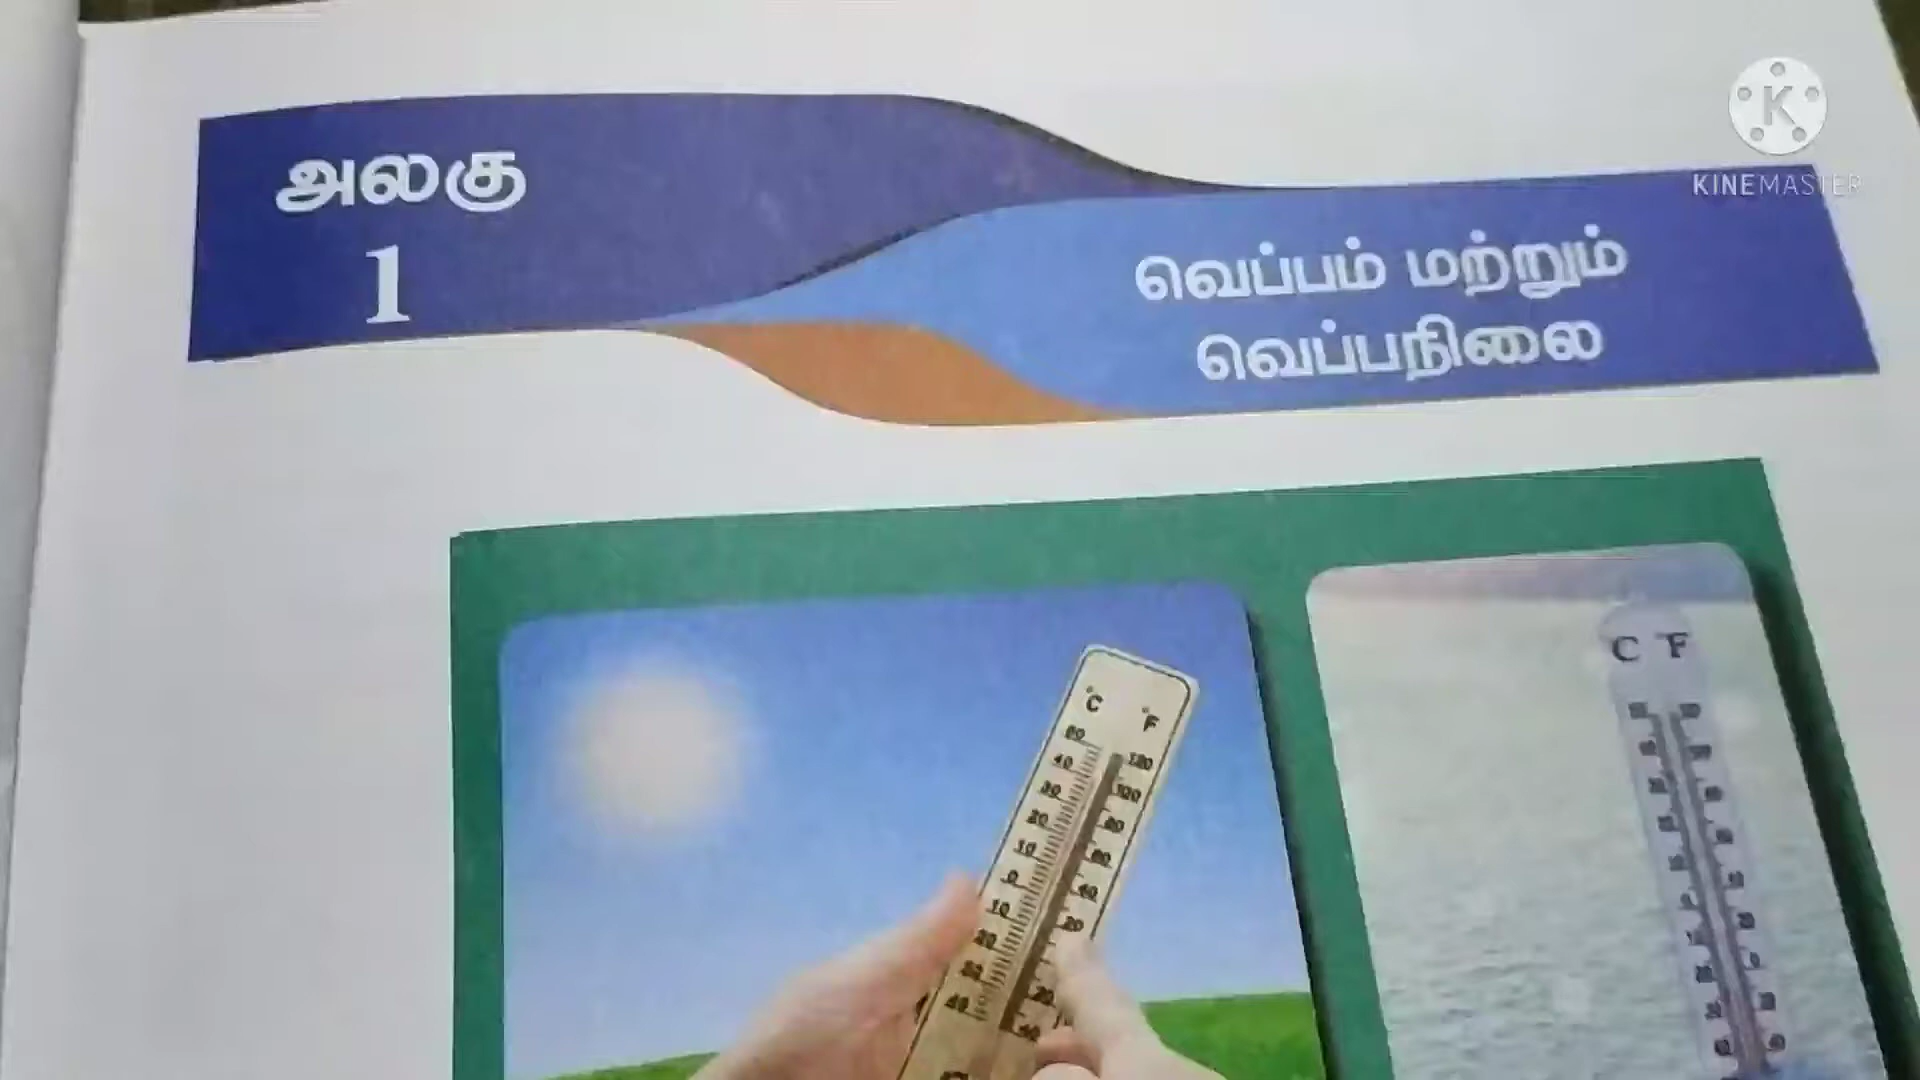 அலகு
1
வெப்பம் மற்றும்
வெப்பநிலை
KINEMASTER
°C °F
C F